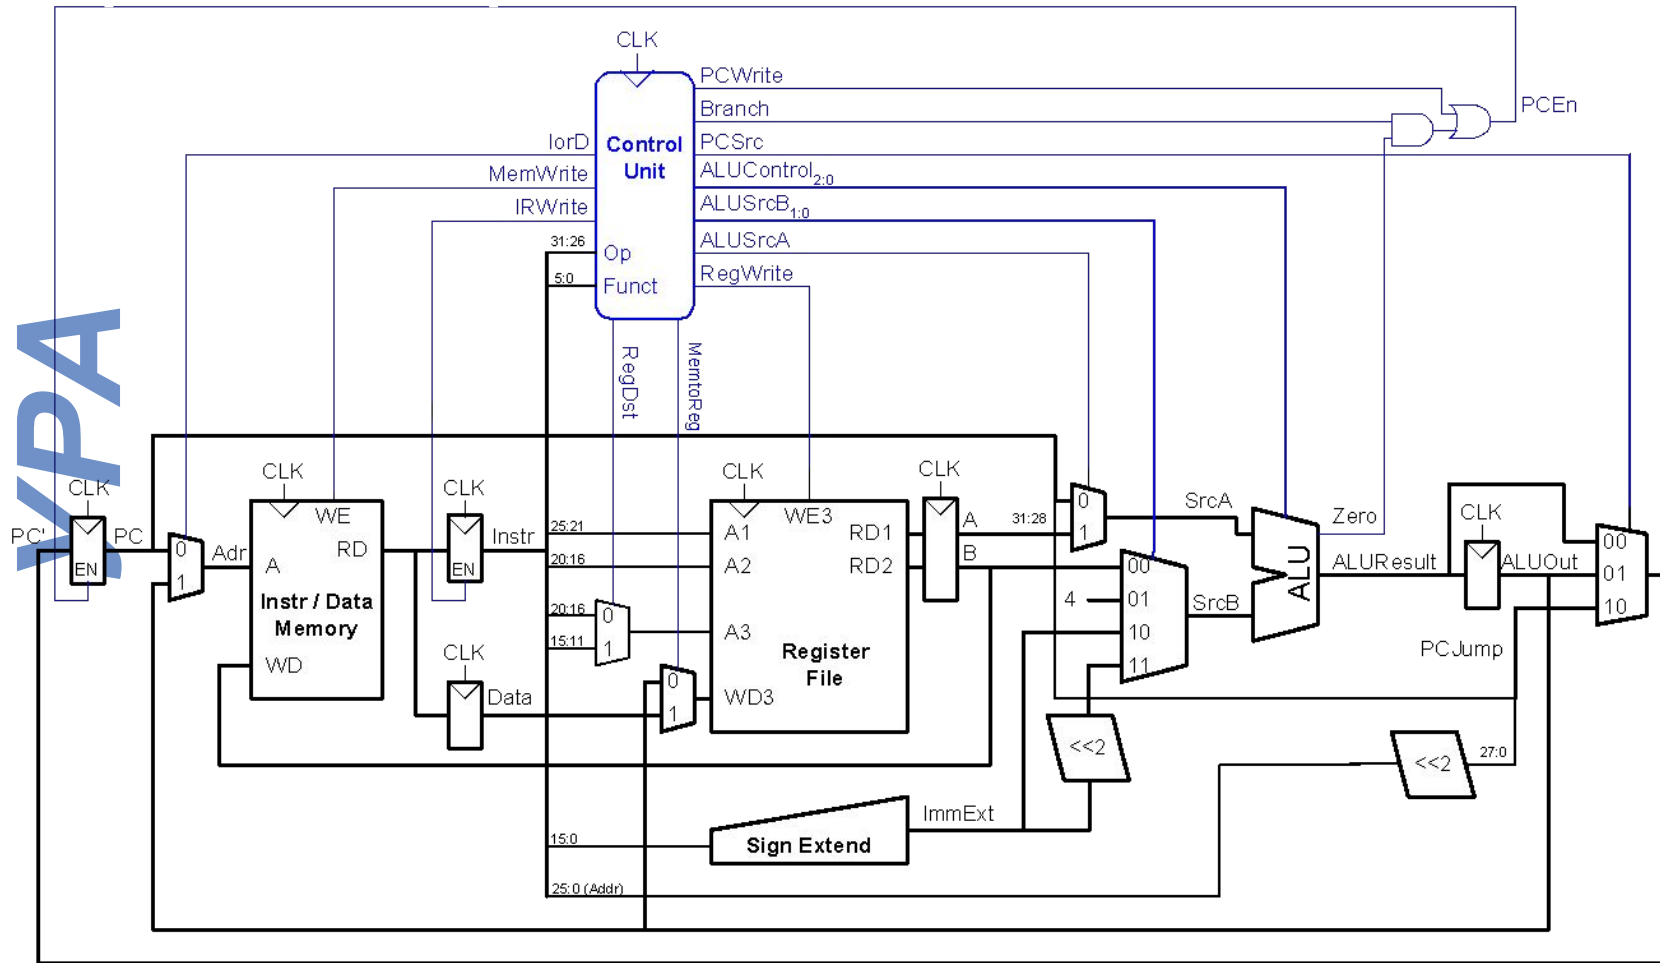 CLK
PCWrite
Branch
PCEn
IorD
Control
Unit
PCSrc
MemWrite
ALUControl2:0
IRWrite
ALUSrcB1:0
31:26
Op
ALUSrcA
5:0
Funct
RegWrite
RegDst
MemtoReg
УРА
CLK
CLK
CLK
CLK
CLK
PC'
PC
EN
0
1
Adr
WE
A
RD
Instr / Data
Memory
WD
EN
Instr
CLK
Data
25:21
20:16
20:16
15:11
0
1
0
1
A1
A2
A3
WD3
WE3
RD1
RD2
Register
File
A
B
31:28
0
1
4
00
01
10
11
SrcA
SrcB
ALU
Zero
ALUResult
CLK
ALUOut
00
01
10
PCJump
<<2
<<2
27:0
ImmExt
15:0
Sign Extend
25:0 (Addr)